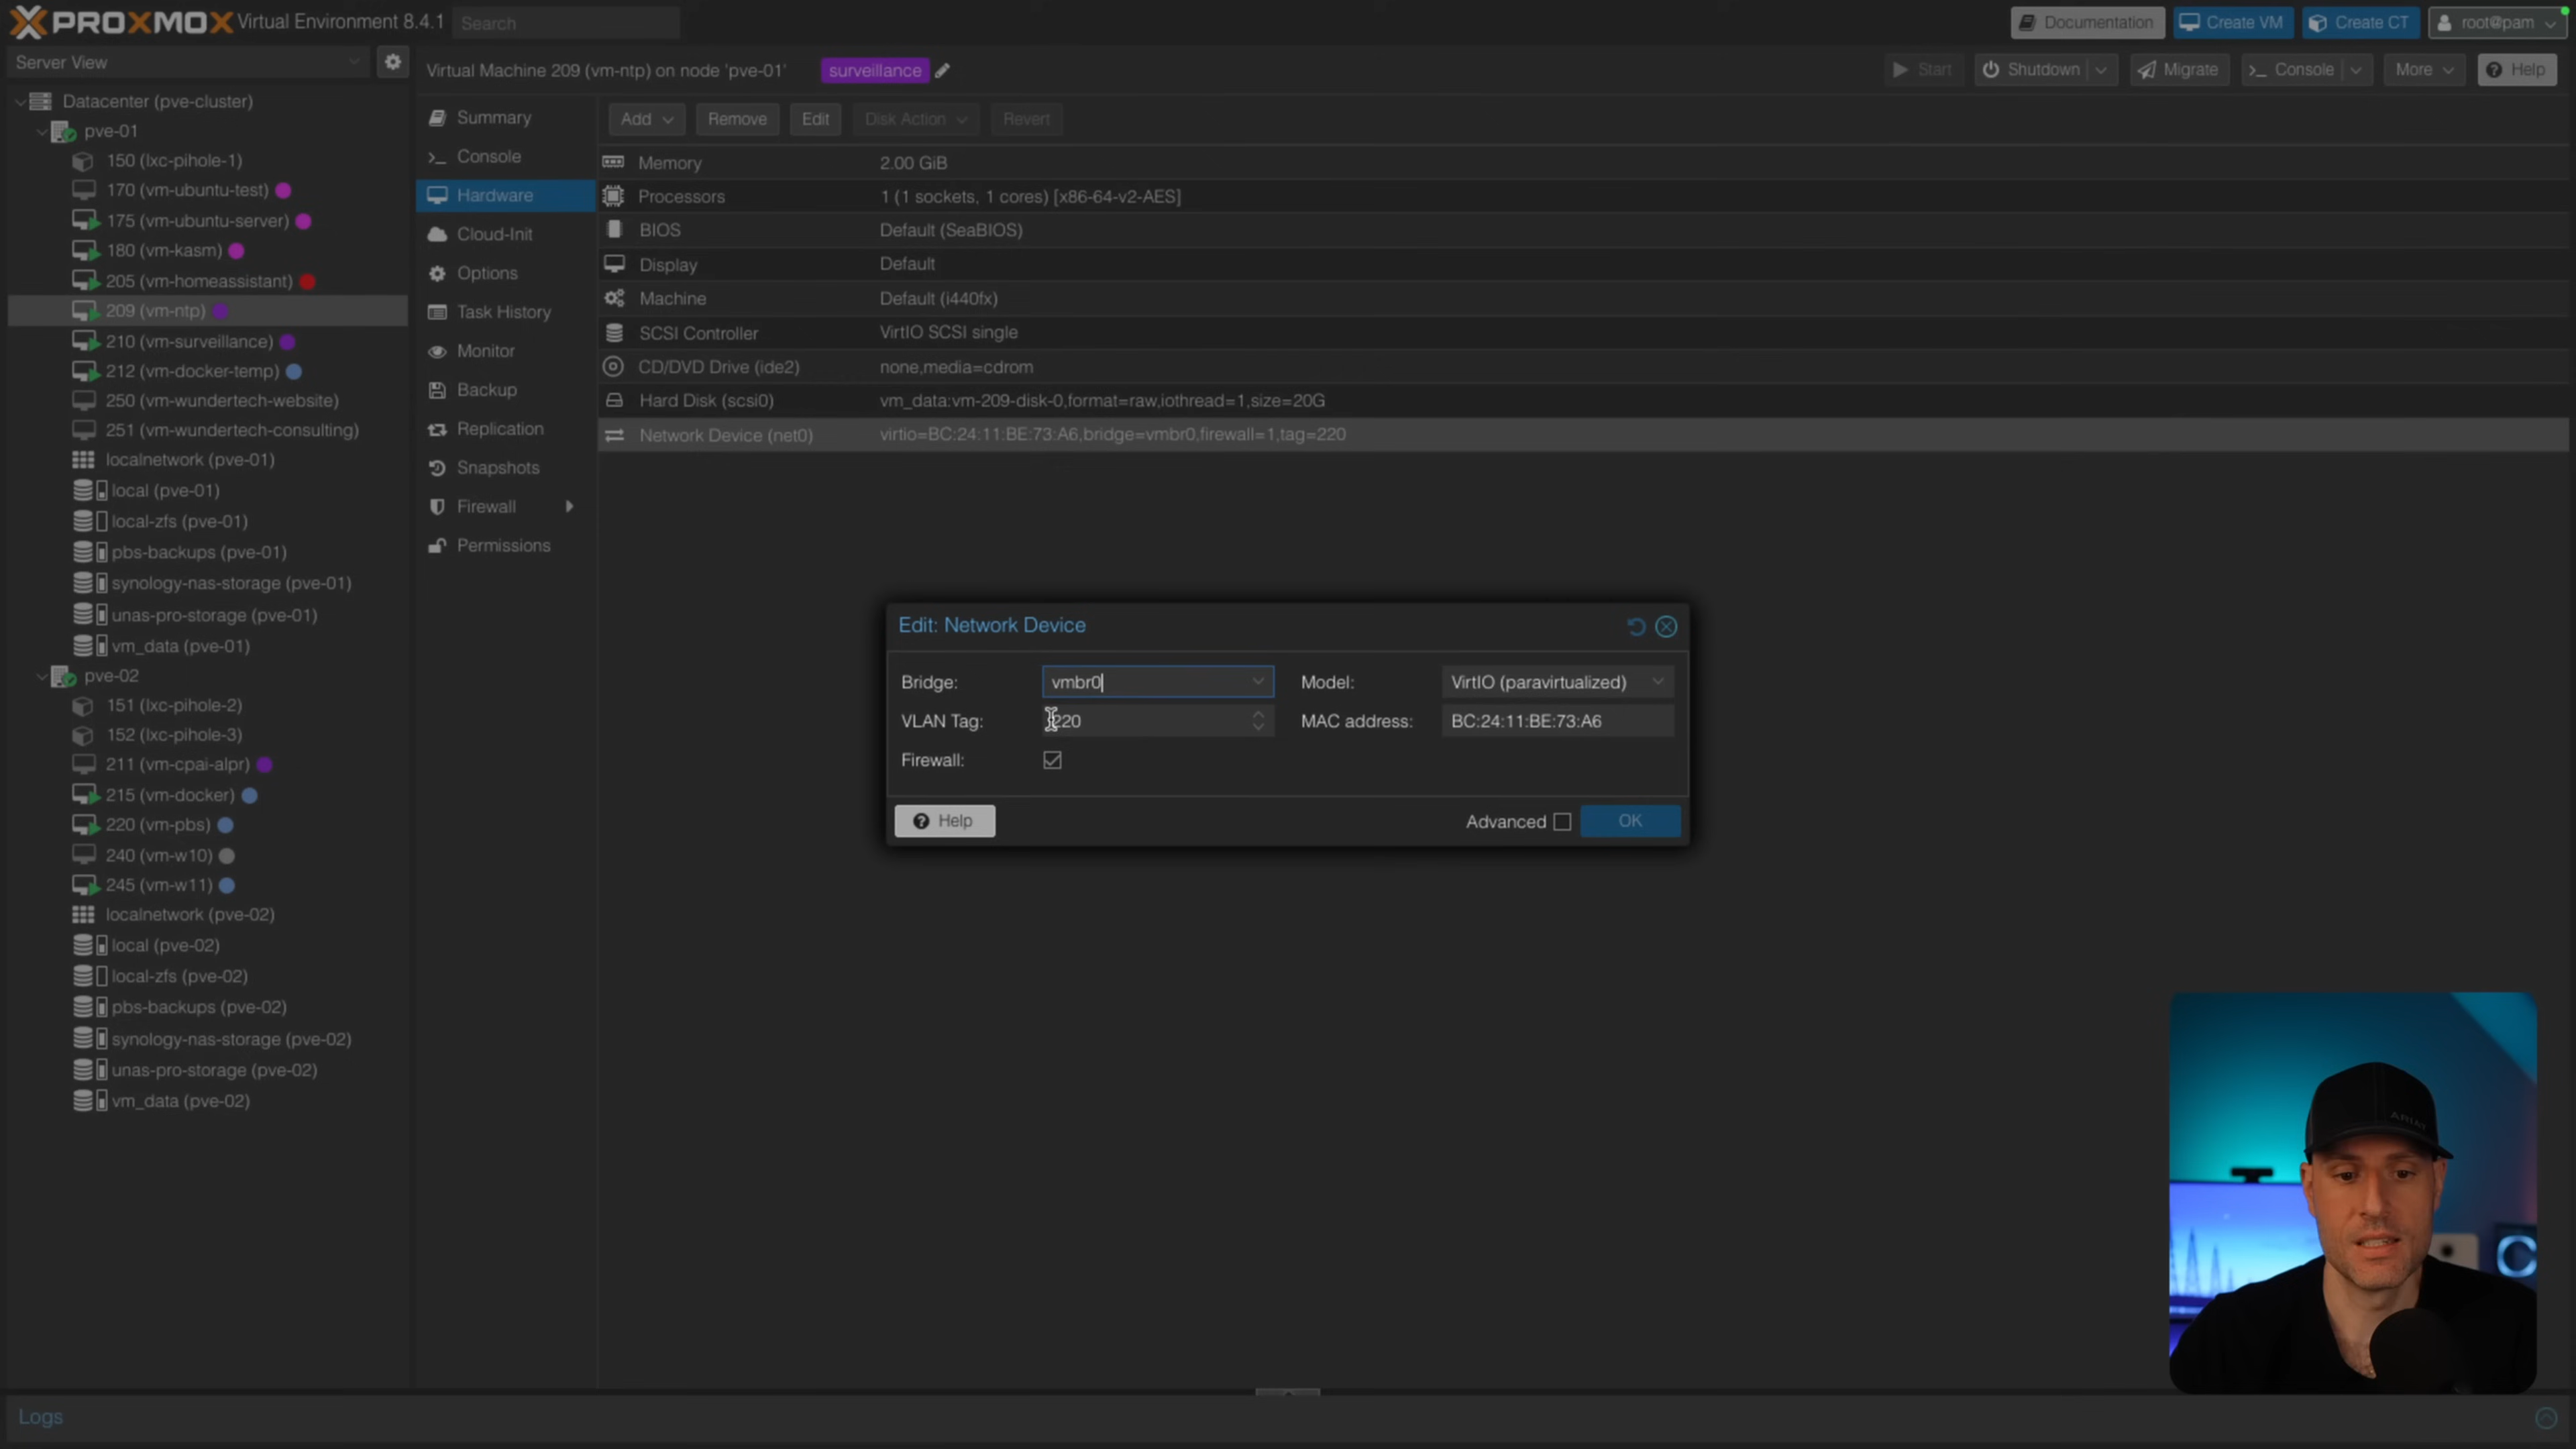 PROXMOX Virtual Environment 8.4.1 Search Documentation Create VM Create CT root@pam
Server View
Virtual Machine 209 (vm-ntp) on node 'pve-01' surveillance Start Shutdown Migrate Console More Help
Datacenter (pve-cluster)
pve-01
150 (lxc-pihole-1)
170 (vm-ubuntu-test)
175 (vm-ubuntu-server)
180 (vm-kasm)
205 (vm-homeassistant)
209 (vm-ntp)
210 (vm-surveillance)
212 (vm-docker-temp)
250 (vm-wundertech-website)
251 (vm-wundertech-consulting)
localnetwork (pve-01)
local (pve-01)
local-zfs (pve-01)
pbs-backups (pve-01)
synology-nas-storage (pve-01)
unas-pro-storage (pve-01)
vm_data (pve-01)
pve-02
151 (lxc-pihole-2)
152 (lxc-pihole-3)
211 (vm-cpai-alpr)
215 (vm-docker)
220 (vm-pbs)
240 (vm-w10)
245 (vm-w11)
localnetwork (pve-02)
local (pve-02)
local-zfs (pve-02)
pbs-backups (pve-02)
synology-nas-storage (pve-02)
unas-pro-storage (pve-02)
vm_data (pve-02)
Summary
Console
Hardware
Cloud-Init
Options
Task History
Monitor
Backup
Replication
Snapshots
Firewall
Permissions
Add Remove Edit Disk Action Revert
Memory 2.00 GiB
Processors 1 (1 sockets, 1 cores) [x86-64-v2-AES]
BIOS Default (SeaBIOS)
Display Default
Machine Default (i440fx)
SCSI Controller VirtIO SCSI single
CD/DVD Drive (ide2) none,media=cdrom
Hard Disk (scsi0) vm_data:vm-209-disk-0,format=raw,iothread=1,size=20G
Network Device (net0) virtio=BC:24:11:BE:73:A6,bridge=vmbr0,firewall=1,tag=220
Edit: Network Device
Bridge: vmbr0 Model: VirtIO (paravirtualized)
VLAN Tag: 220 MAC address: BC:24:11:BE:73:A6
Firewall:
Help Advanced OK
ARIAT
Logs